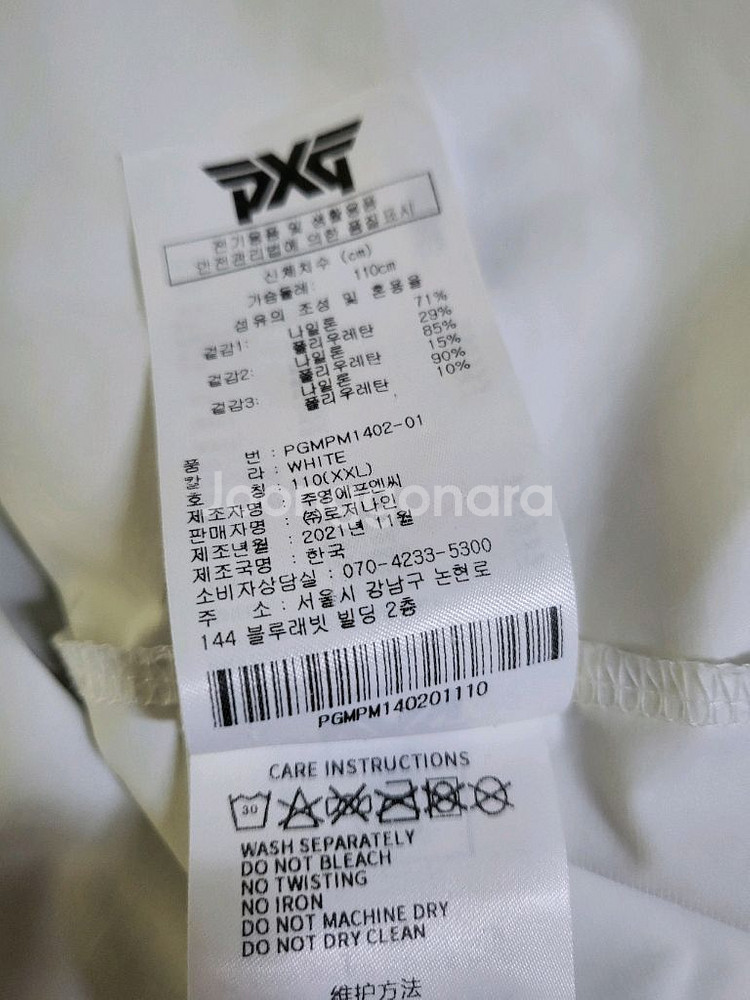 PXG
전기용품 및 생활용품
안전관리법에 의한 품질표시
신체치수 (cm)
가슴둘레: 110cm
섬유의 조성 및 혼용율
겉감1: 나일론 71%
폴리우레탄 29%
겉감2: 나일론 85%
폴리우레탄 15%
겉감3: 나일론 90%
폴리우레탄 10%
품 번 : PGMPM1402-01
칼 라 : WHITE
호 칭 : 110(XXL)
제조자명 : 주영에프엔씨
판매자명 : ㈜로저나인
제조년월 : 2021년 11월
제조국명 : 한국
소비자상담실 : 070-4233-5300
주 소 : 서울시 강남구 논현로
144 블루래빗 빌딩 2층
PGMPM140201110
CARE INSTRUCTIONS
30
WASH SEPARATELY
DO NOT BLEACH
NO TWISTING
NO IRON
DO NOT MACHINE DRY
DO NOT DRY CLEAN
维护方法